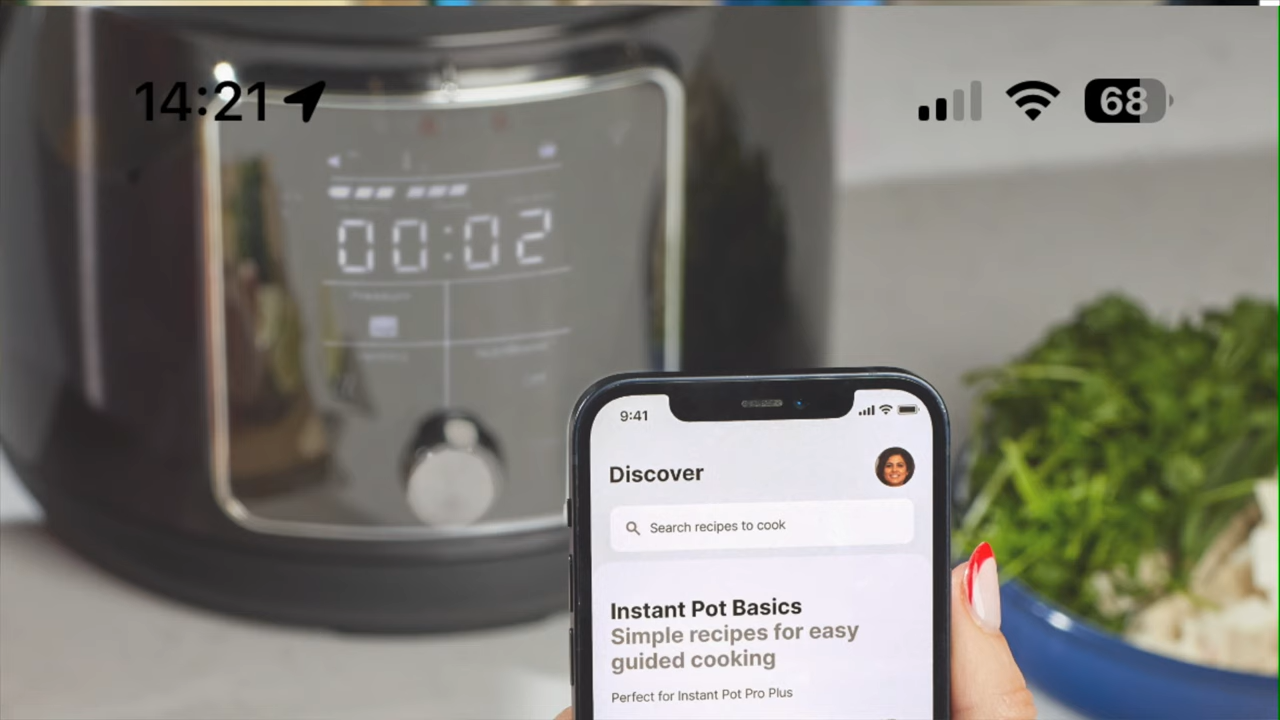 14:21
68
00:02
9:41
Discover
Search recipes to cook
Instant Pot Basics
Simple recipes for easy
guided cooking
Perfect for Instant Pot Pro Plus